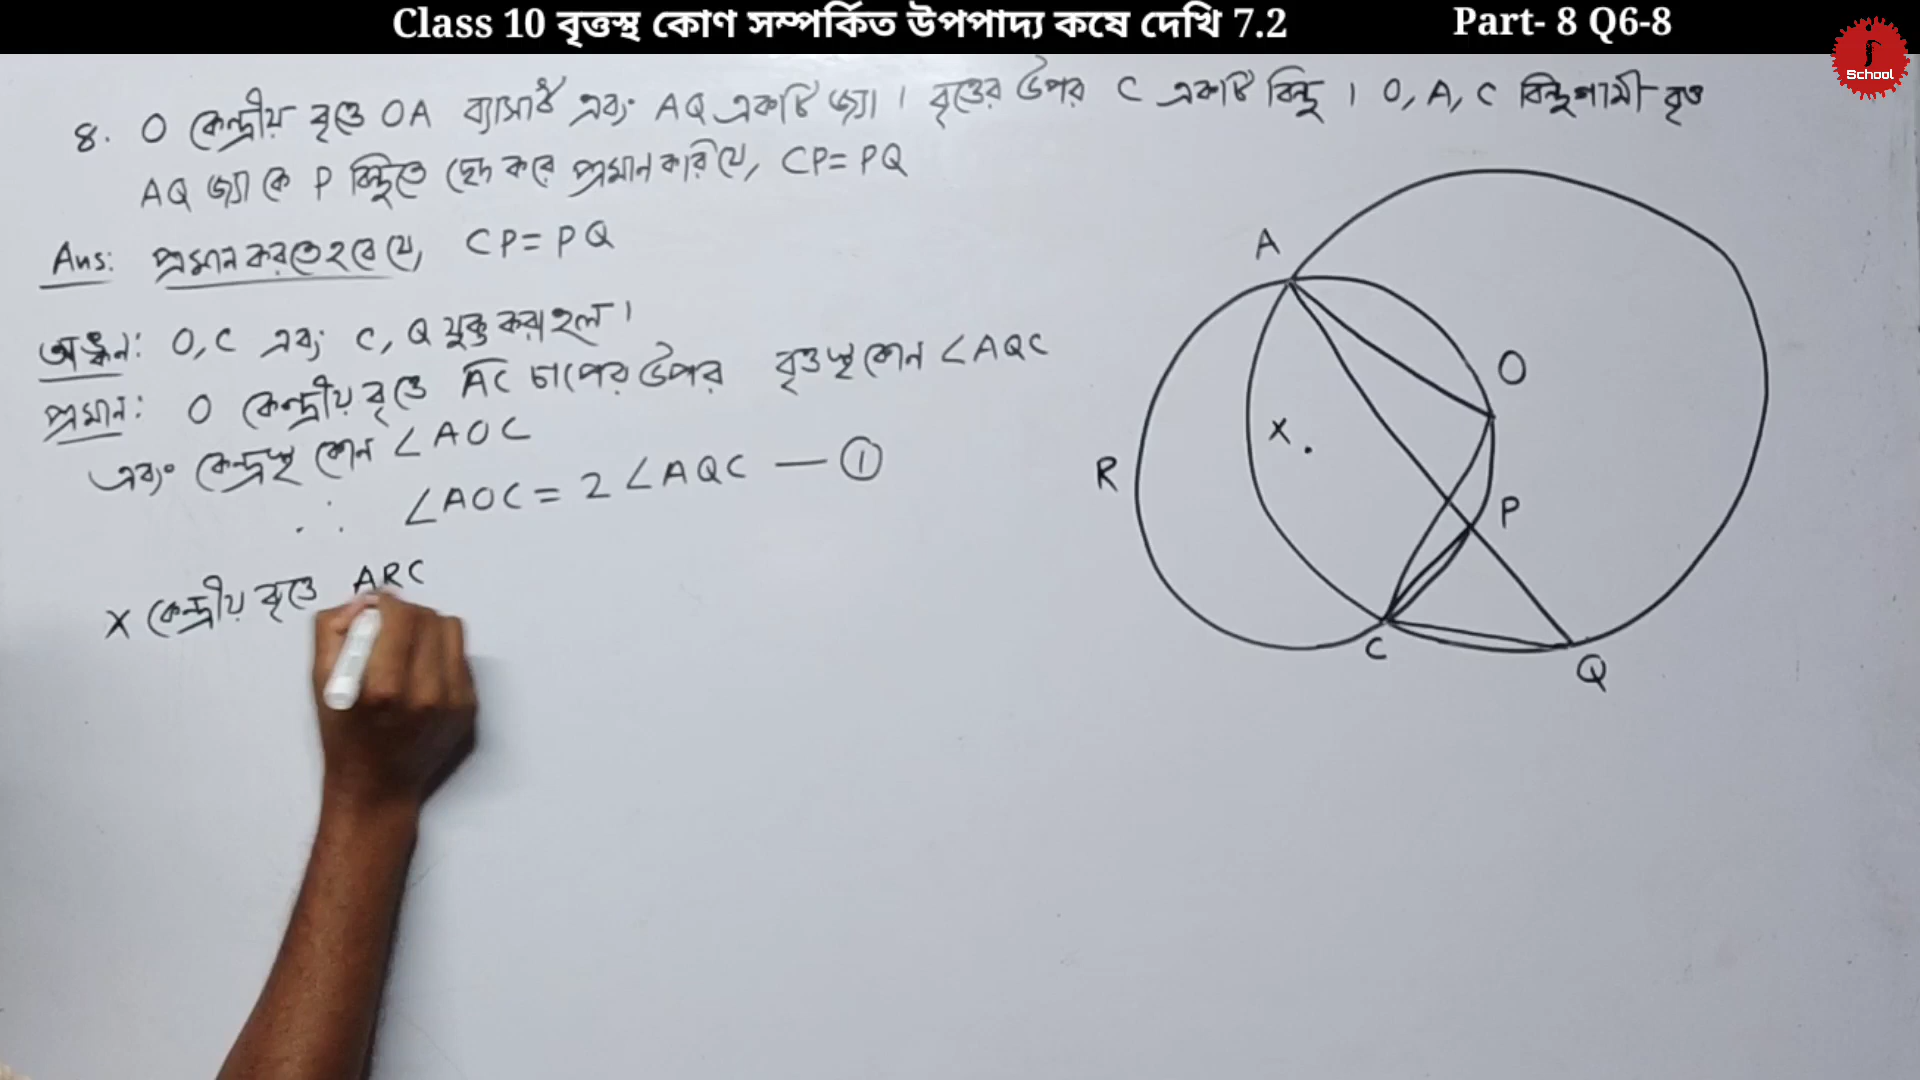 Class 10 বৃত্তস্থ কোণ সম্পর্কিত উপপাদ্য কষে দেখি 7.2 Part- 8 Q6-8
School
8. O কেন্দ্রীয় বৃত্তে OA ব্যাসার্ধ এবং AQ একটি জ্যা । বৃত্তের উপর C একটি বিন্দু । O, A, C বিন্দুগামী বৃত্ত
AQ জ্যা কে P বিন্দুতে ছেদ করে প্রমান করি যে, CP = PQ
Ans: প্রমান করতে হবে যে, CP = PQ
অঙ্কন: O, C এবং C, Q যুক্ত করা হল ।
প্রমান: O কেন্দ্রীয় বৃত্তে AC চাপের উপর বৃত্তস্থ কোন ∠AQC
এবং কেন্দ্রস্থ কোন ∠AOC
∴ ∠AOC = 2 ∠AQC — ①
X কেন্দ্রীয় বৃত্তে ARC
A
O
X
R
P
C
Q